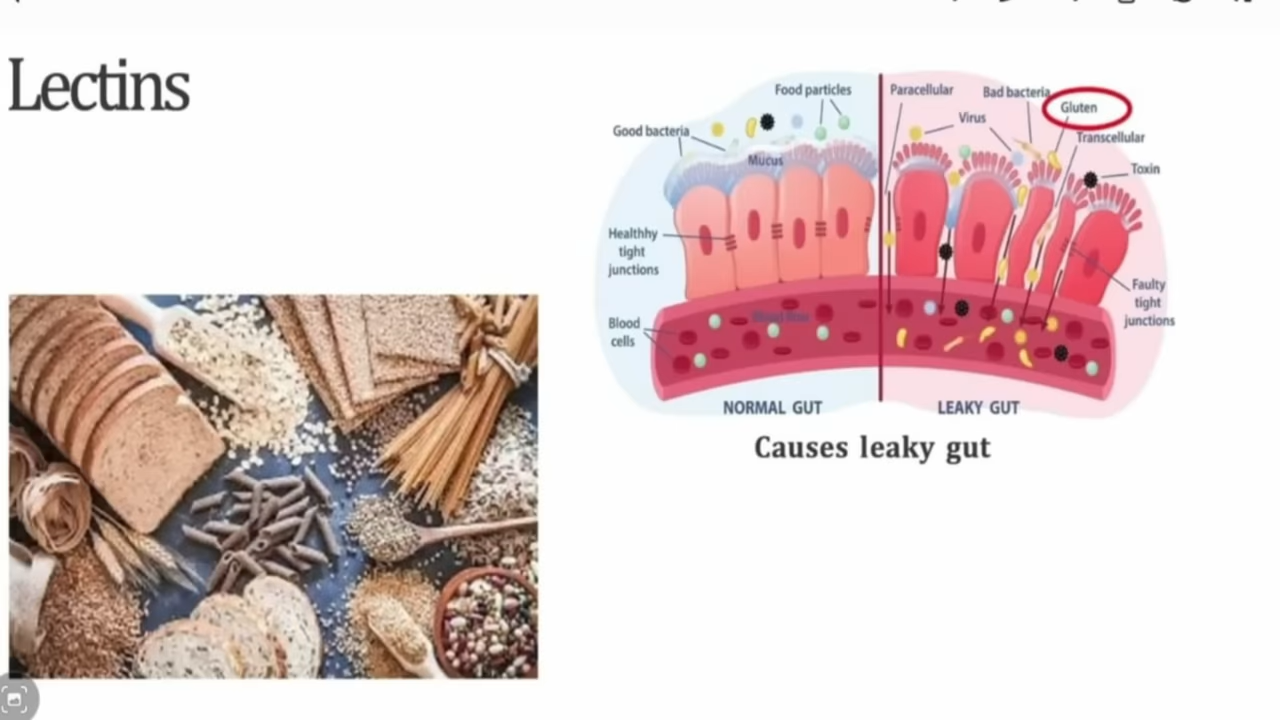 Lectins
Food particles
Paracellular
Bad bacteria
Gluten
Good bacteria
Virus
Transcellular
Mucus
Toxin
Healthhy
tight
junctions
Faulty
tight
junctions
Blood
cells
NORMAL GUT
LEAKY GUT
Causes leaky gut